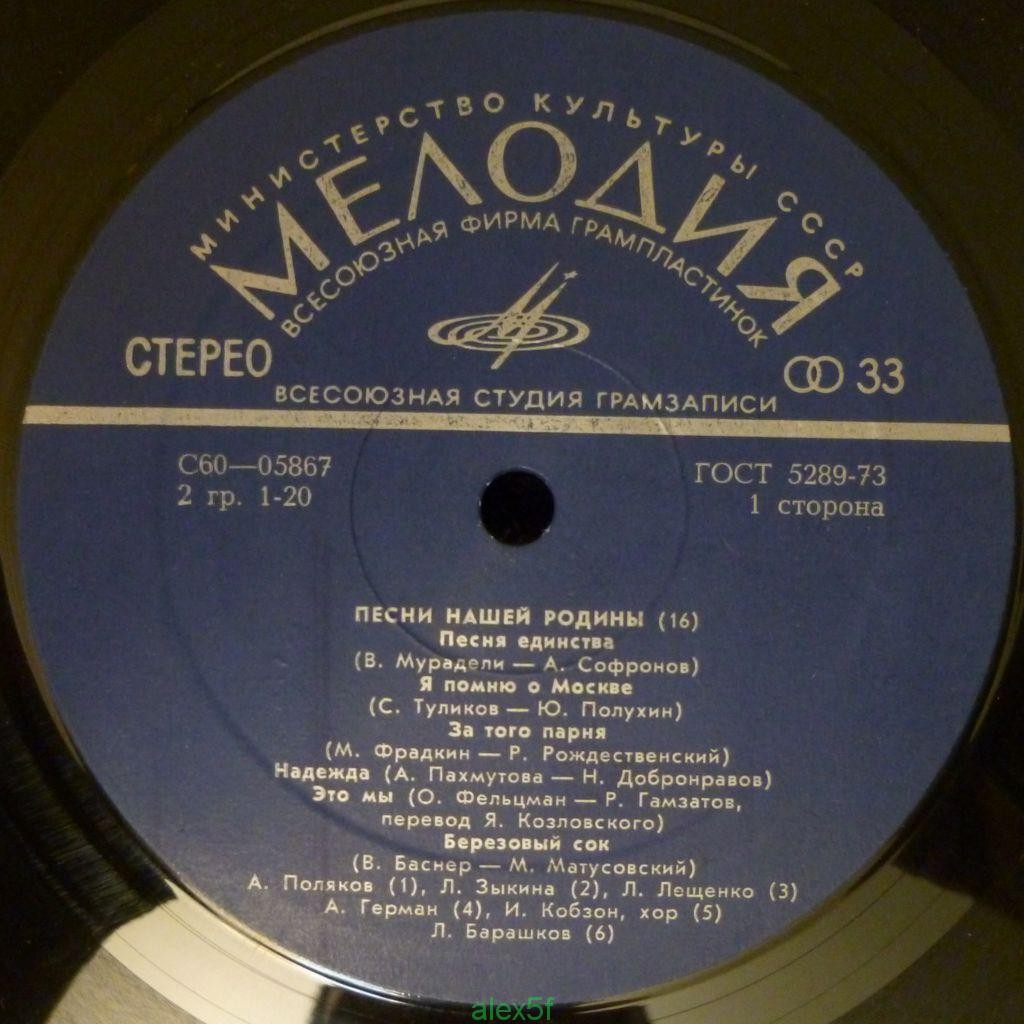 МИНИСТЕРСТВО КУЛЬТУРЫ СССР
МЕЛОДИЯ
ВСЕСОЮЗНАЯ ФИРМА ГРАМПЛАСТИНОК
СТЕРЕО
33
ВСЕСОЮЗНАЯ СТУДИЯ ГРАМЗАПИСИ
С60—05867
ГОСТ 5289-73
2 гр. 1-20
1 сторона
ПЕСНИ НАШЕЙ РОДИНЫ (16)
Песня единства
(В. Мурадели — А. Софронов)
Я помню о Москве
(С. Туликов — Ю. Полухин)
За того парня
(М. Фрадкин — Р. Рождественский)
Надежда (А. Пахмутова — Н. Добронравов)
Это мы (О. Фельцман — Р. Гамзатов,
перевод Я. Козловского)
Березовый сок
(В. Баснер — М. Матусовский)
А. Поляков (1), Л. Зыкина (2), Л. Лещенко (3)
А. Герман (4), И. Кобзон, хор (5)
Л. Барашков (6)
alex5f